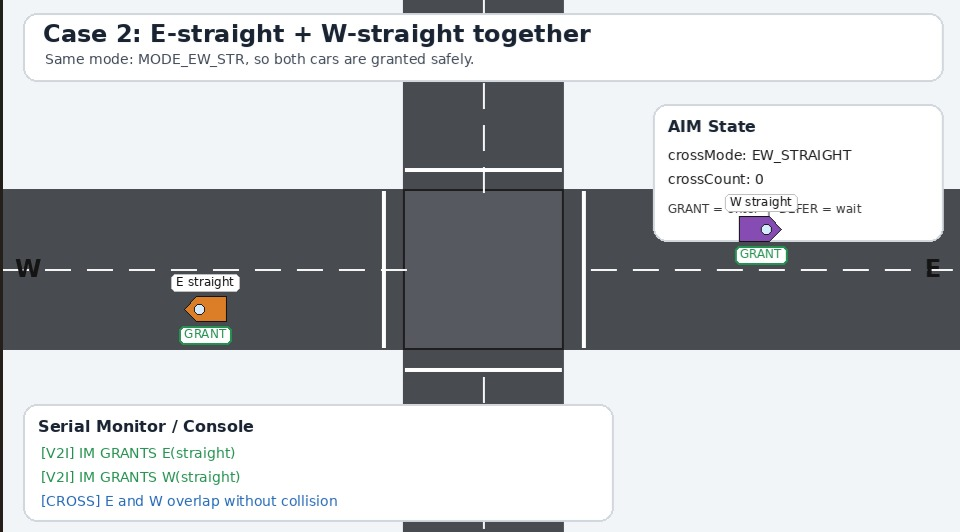 Case 2: E-straight + W-straight together
Same mode: MODE_EW_STR, so both cars are granted safely.
AIM State
crossMode: EW_STRAIGHT
crossCount: 0
GRANT = = wait
W straight
GRANT
W
E
E straight
GRANT
Serial Monitor / Console
[V2I] IM GRANTS E(straight)
[V2I] IM GRANTS W(straight)
[CROSS] E and W overlap without collision